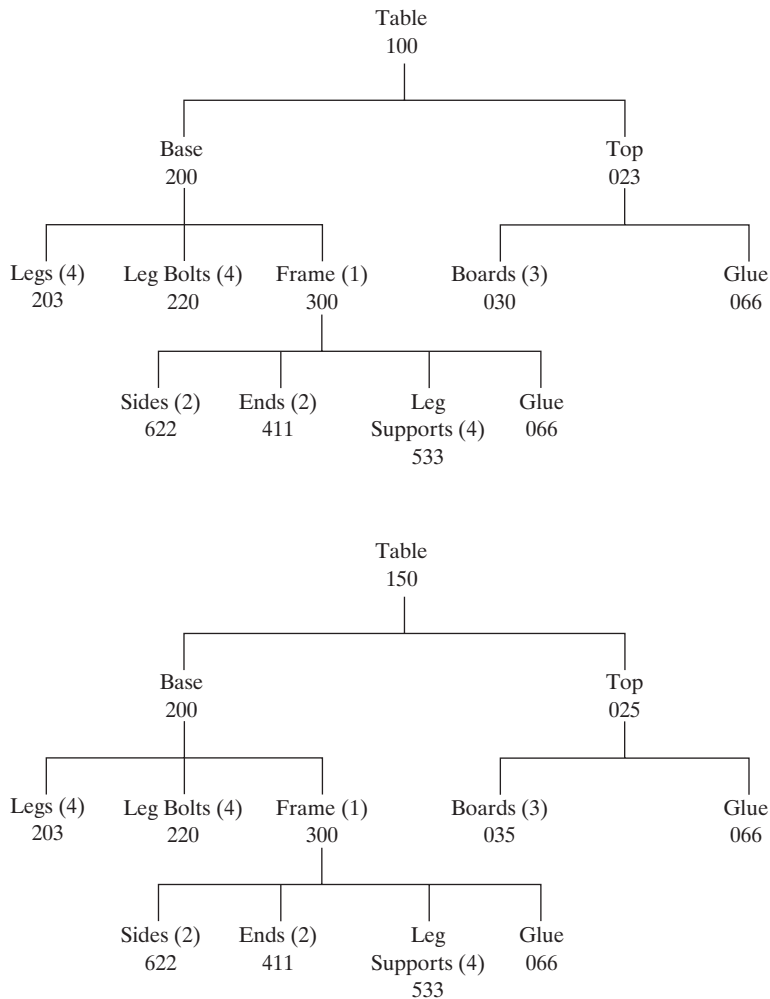 Table
100
Base
200
Top
023
Legs (4)
203
Leg Bolts (4)
220
Frame (1)
300
Boards (3)
030
Glue
066
Sides (2)
622
Ends (2)
411
Leg
Supports (4)
533
Glue
066
Table
150
Base
200
Top
025
Legs (4)
203
Leg Bolts (4)
220
Frame (1)
300
Boards (3)
035
Glue
066
Sides (2)
622
Ends (2)
411
Leg
Supports (4)
533
Glue
066